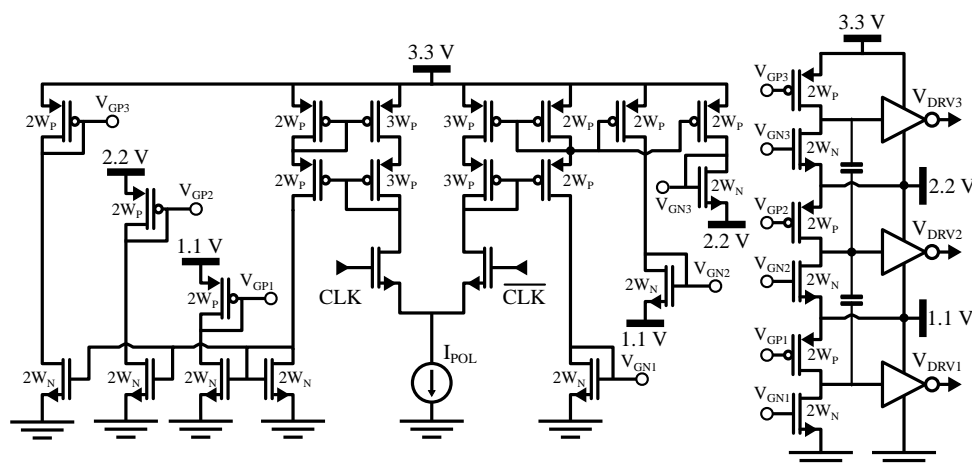 3.3 V
3.3 V
V_GP3
2W_P
2W_P
3W_P
3W_P
2W_P
2W_P
2W_P
V_GP3
2W_P
V_DRV3
2.2 V
V_GP2
2W_P
2W_P
3W_P
3W_P
2W_P
V_GN3
2W_N
2.2 V
V_GN3
2W_N
2.2 V
1.1 V
V_GP1
2W_P
CLK
CLK
V_GN2
2W_N
1.1 V
V_GP2
2W_P
V_DRV2
V_GN2
2W_N
1.1 V
I_POL
V_GN1
2W_N
2W_N
2W_N
2W_N
2W_N
V_GP1
2W_P
V_DRV1
V_GN1
2W_N